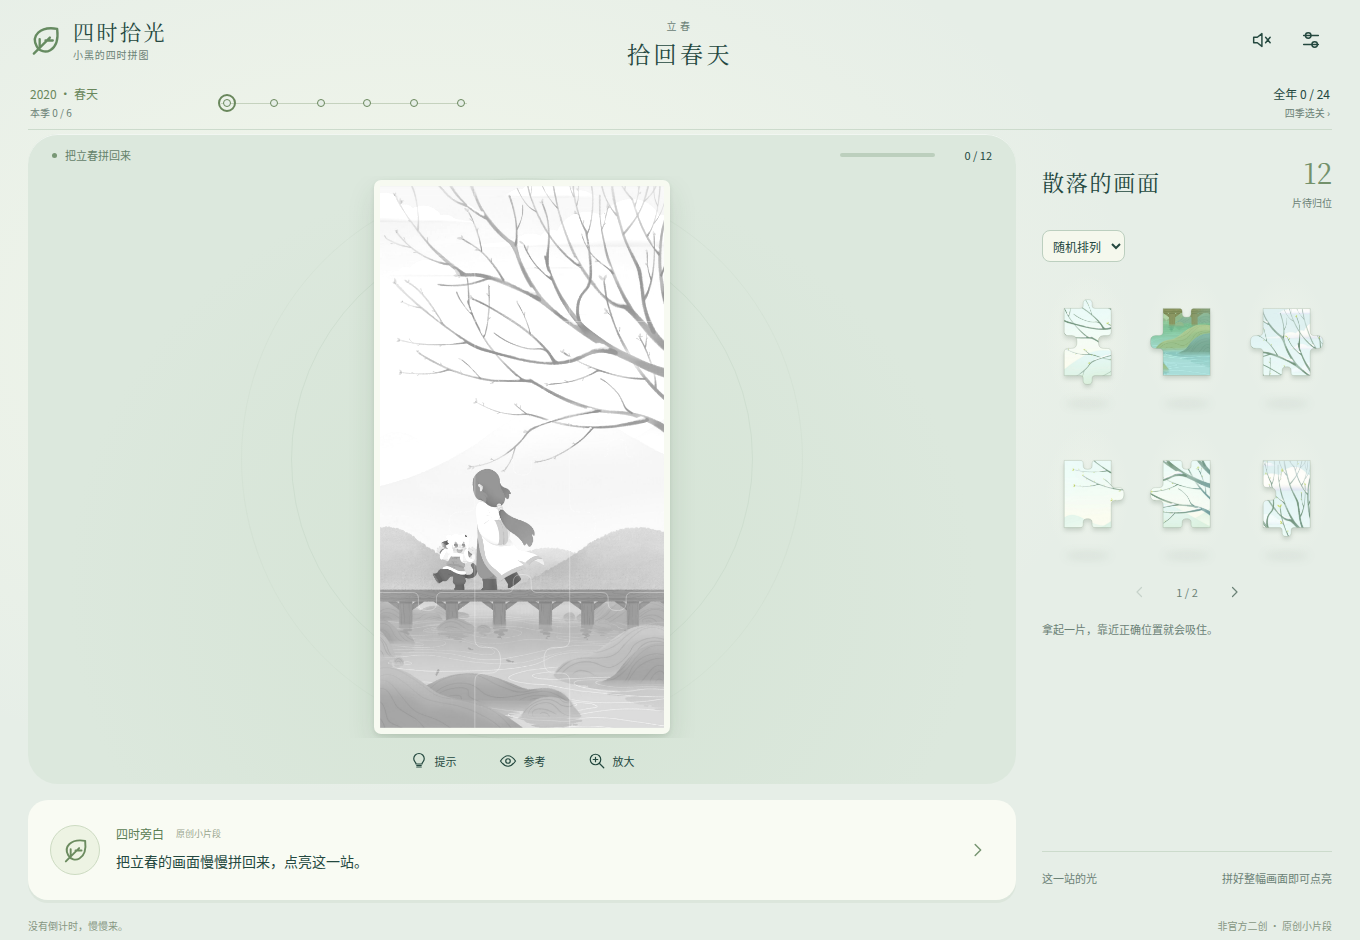 四时拾光
小黑的四时拼图
立春
拾回春天
2020 · 春天
本季 0 / 6
全年 0 / 24
四季选关 ›
把立春拼回来
0 / 12
散落的画面
12
片待归位
随机排列
1 / 2
拿起一片，靠近正确位置就会吸住。
提示
参考
放大
四时旁白 原创小片段
把立春的画面慢慢拼回来，点亮这一站。
这一站的光
拼好整幅画面即可点亮
没有倒计时，慢慢来。
非官方二创 · 原创小片段